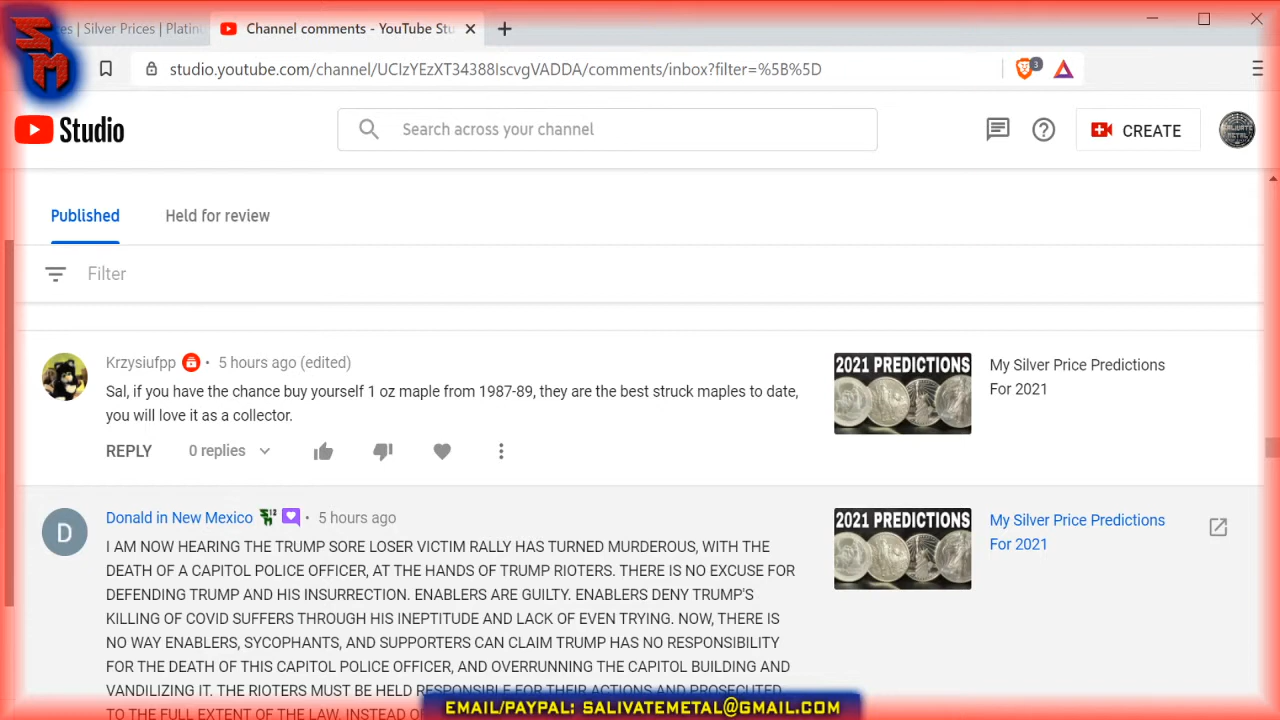 es | Silver Prices | Platinu
Channel comments - YouTube Stu
studio.youtube.com/channel/UCIzYEzXT34388lscvgVADDA/comments/inbox?filter=%5B%5D
3
SM
Studio
Search across your channel
CREATE
SALIVATE
METAL
Published
Held for review
Filter
Krzysiufpp • 5 hours ago (edited)
Sal, if you have the chance buy yourself 1 oz maple from 1987-89, they are the best struck maples to date,
you will love it as a collector.
REPLY 0 replies
2021 PREDICTIONS
My Silver Price Predictions
For 2021
D
Donald in New Mexico 12 • 5 hours ago
I AM NOW HEARING THE TRUMP SORE LOSER VICTIM RALLY HAS TURNED MURDEROUS, WITH THE
DEATH OF A CAPITOL POLICE OFFICER, AT THE HANDS OF TRUMP RIOTERS. THERE IS NO EXCUSE FOR
DEFENDING TRUMP AND HIS INSURRECTION. ENABLERS ARE GUILTY. ENABLERS DENY TRUMP'S
KILLING OF COVID SUFFERS THROUGH HIS INEPTITUDE AND LACK OF EVEN TRYING. NOW, THERE IS
NO WAY ENABLERS, SYCOPHANTS, AND SUPPORTERS CAN CLAIM TRUMP HAS NO RESPONSIBILITY
FOR THE DEATH OF THIS CAPITOL POLICE OFFICER, AND OVERRUNNING THE CAPITOL BUILDING AND
VANDILIZING IT. THE RIOTERS MUST BE HELD RESPONSIBLE FOR THEIR ACTIONS AND PROSECUTED
TO THE FULL EXTENT OF THE LAW. INSTEAD OF
2021 PREDICTIONS
My Silver Price Predictions
For 2021
EMAIL/PAYPAL: SALIVATEMETAL@GMAIL.COM